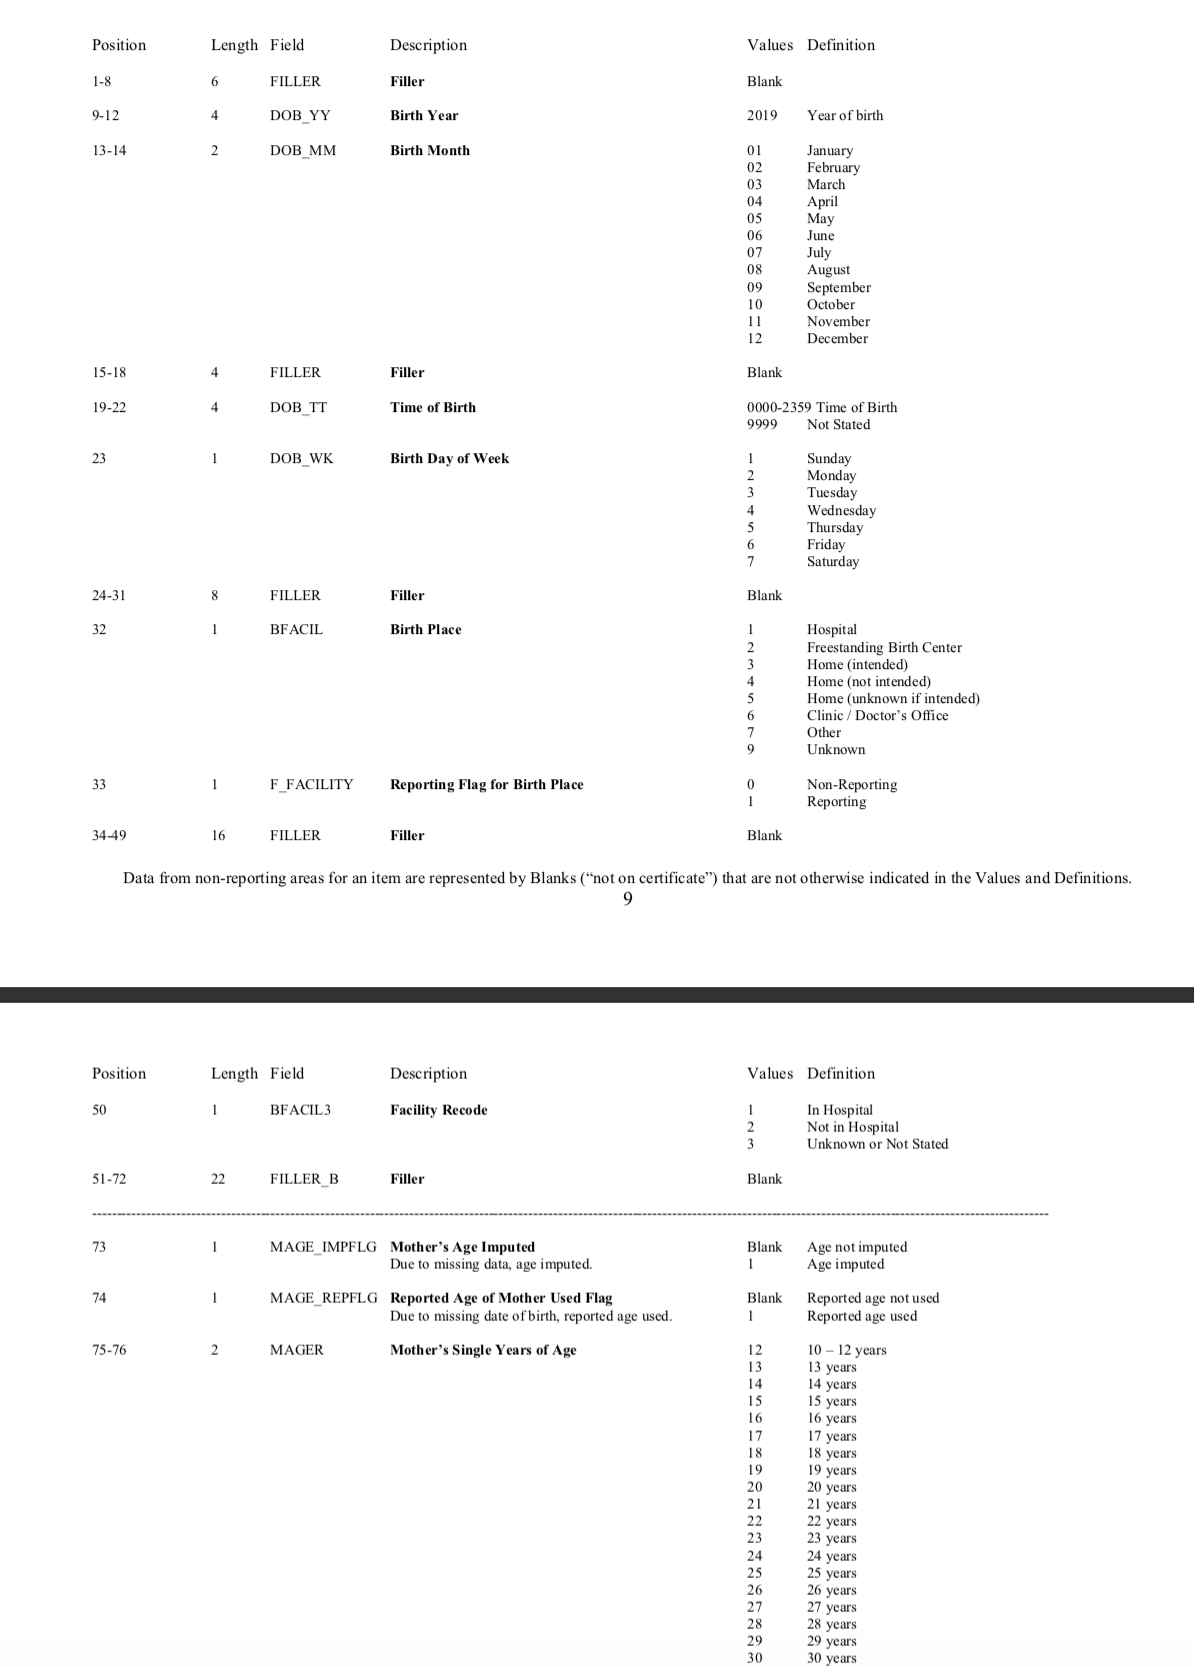 Position Length Field Description Values Definition
1-8 6 FILLER Filler Blank
9-12 4 DOB_YY Birth Year 2019 Year of birth
13-14 2 DOB_MM Birth Month 01 January
02 February
03 March
04 April
05 May
06 June
07 July
08 August
09 September
10 October
11 November
12 December
15-18 4 FILLER Filler Blank
19-22 4 DOB_TT Time of Birth 0000-2359 Time of Birth
9999 Not Stated
23 1 DOB_WK Birth Day of Week 1 Sunday
2 Monday
3 Tuesday
4 Wednesday
5 Thursday
6 Friday
7 Saturday
24-31 8 FILLER Filler Blank
32 1 BFACIL Birth Place 1 Hospital
2 Freestanding Birth Center
3 Home (intended)
4 Home (not intended)
5 Home (unknown if intended)
6 Clinic / Doctor’s Office
7 Other
9 Unknown
33 1 F_FACILITY Reporting Flag for Birth Place 0 Non-Reporting
1 Reporting
34-49 16 FILLER Filler Blank
Data from non-reporting areas for an item are represented by Blanks (“not on certificate”) that are not otherwise indicated in the Values and Definitions.
9
Position Length Field Description Values Definition
50 1 BFACIL3 Facility Recode 1 In Hospital
2 Not in Hospital
3 Unknown or Not Stated
51-72 22 FILLER_B Filler Blank
73 1 MAGE_IMPFLG Mother’s Age Imputed Blank Age not imputed
Due to missing data, age imputed. 1 Age imputed
74 1 MAGE_REPFLG Reported Age of Mother Used Flag Blank Reported age not used
Due to missing date of birth, reported age used. 1 Reported age used
75-76 2 MAGER Mother’s Single Years of Age 12 10 – 12 years
13 13 years
14 14 years
15 15 years
16 16 years
17 17 years
18 18 years
19 19 years
20 20 years
21 21 years
22 22 years
23 23 years
24 24 years
25 25 years
26 26 years
27 27 years
28 28 years
29 29 years
30 30 years